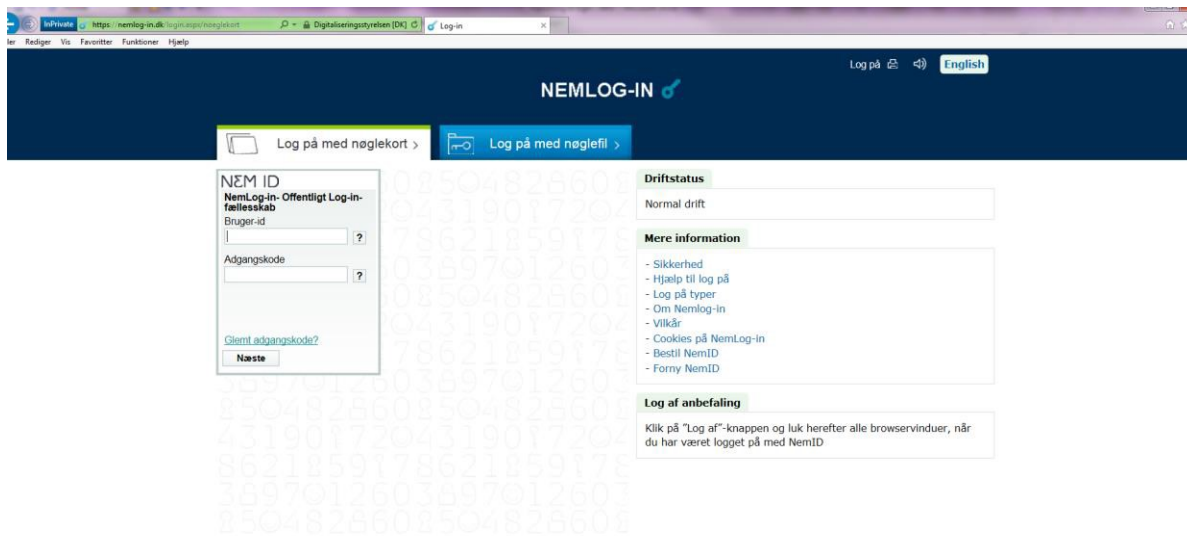 InPrivate https://nemlog-in.dk/login.aspx/noeglekort Digitaliseringsstyrelsen [DK] Log-in
Rediger Vis Favoritter Funktioner Hjælp
Log på English
NEMLOG-IN
Log på med nøglekort > Log på med nøglefil >
NEM ID
NemLog-in- Offentligt Log-in-
fællesskab
Bruger-id
?
Adgangskode
?
Glemt adgangskode?
Næste
Driftstatus
Normal drift
Mere information
- Sikkerhed
- Hjælp til log på
- Log på typer
- Om Nemlog-in
- Vilkår
- Cookies på NemLog-in
- Bestil NemID
- Forny NemID
Log af anbefaling
Klik på "Log af"-knappen og luk herefter alle browservinduer, når
du har været logget på med NemID